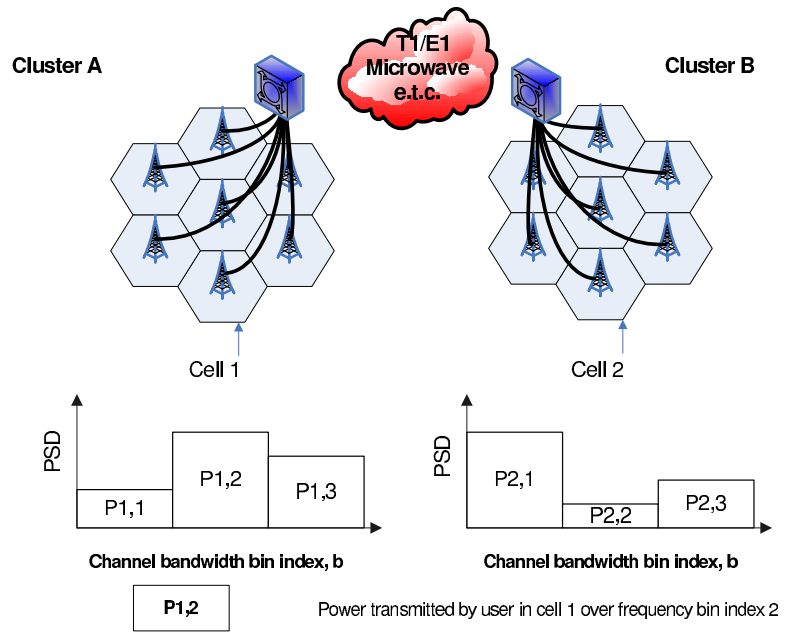 Cluster A
T1/E1
Microwave
e.t.c.
Cluster B
Cell 1
Cell 2
PSD
P1,1
P1,2
P1,3
Channel bandwidth bin index, b
PSD
P2,1
P2,2
P2,3
Channel bandwidth bin index, b
P1,2
Power transmitted by user in cell 1 over frequency bin index 2